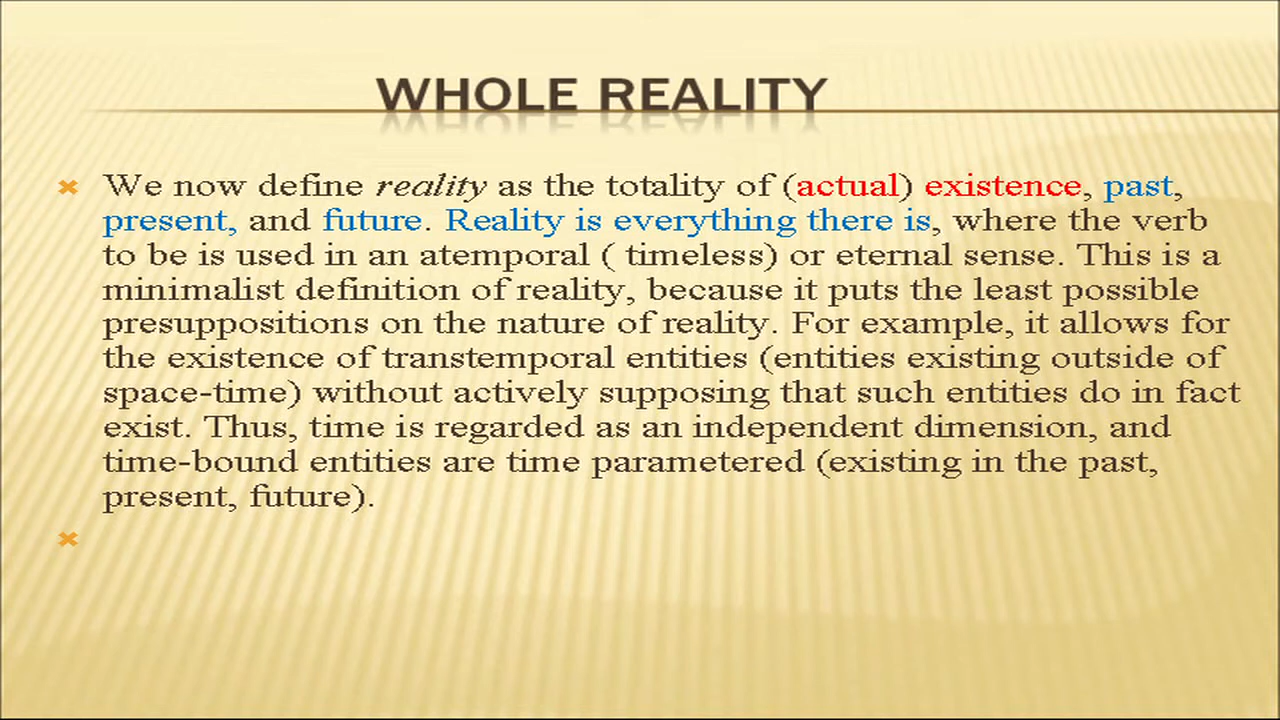 WHOLE REALITY
We now define reality as the totality of (actual) existence, past,
present, and future. Reality is everything there is, where the verb
to be is used in an atemporal ( timeless) or eternal sense. This is a
minimalist definition of reality, because it puts the least possible
presuppositions on the nature of reality. For example, it allows for
the existence of transtemporal entities (entities existing outside of
space-time) without actively supposing that such entities do in fact
exist. Thus, time is regarded as an independent dimension, and
time-bound entities are time parametered (existing in the past,
present, future).